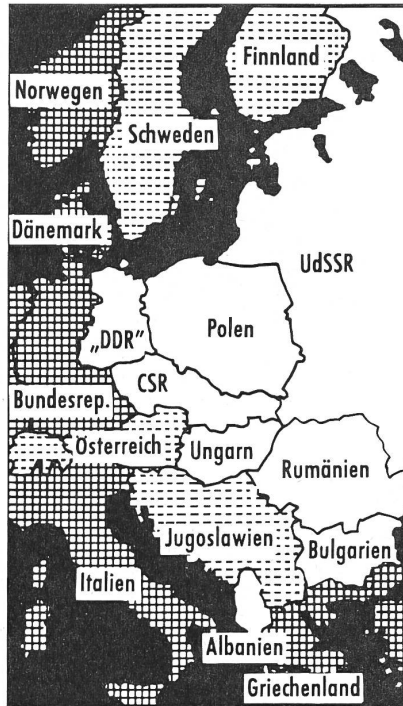 Finnland
Norwegen
Schweden
Dänemark
UdSSR
Polen
„DDR"
CSR
Bundesrep.
Österreich
Ungarn
Rumänien
Jugoslawien
Bulgarien
Italien
Albanien
Griechenland